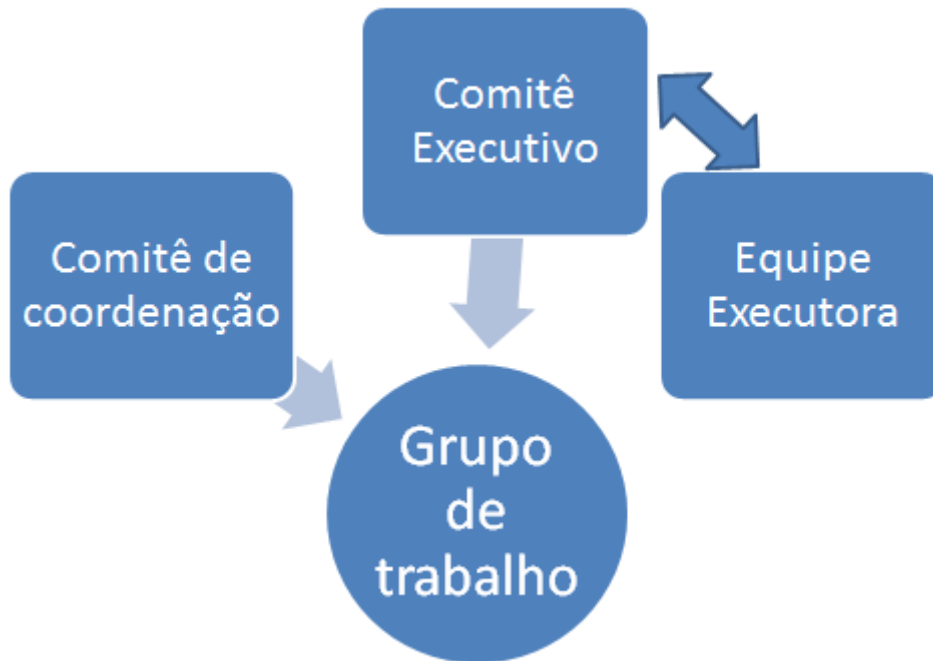 Comitê
Executivo
Comitê de
coordenação
Equipe
Executora
Grupo
de
trabalho